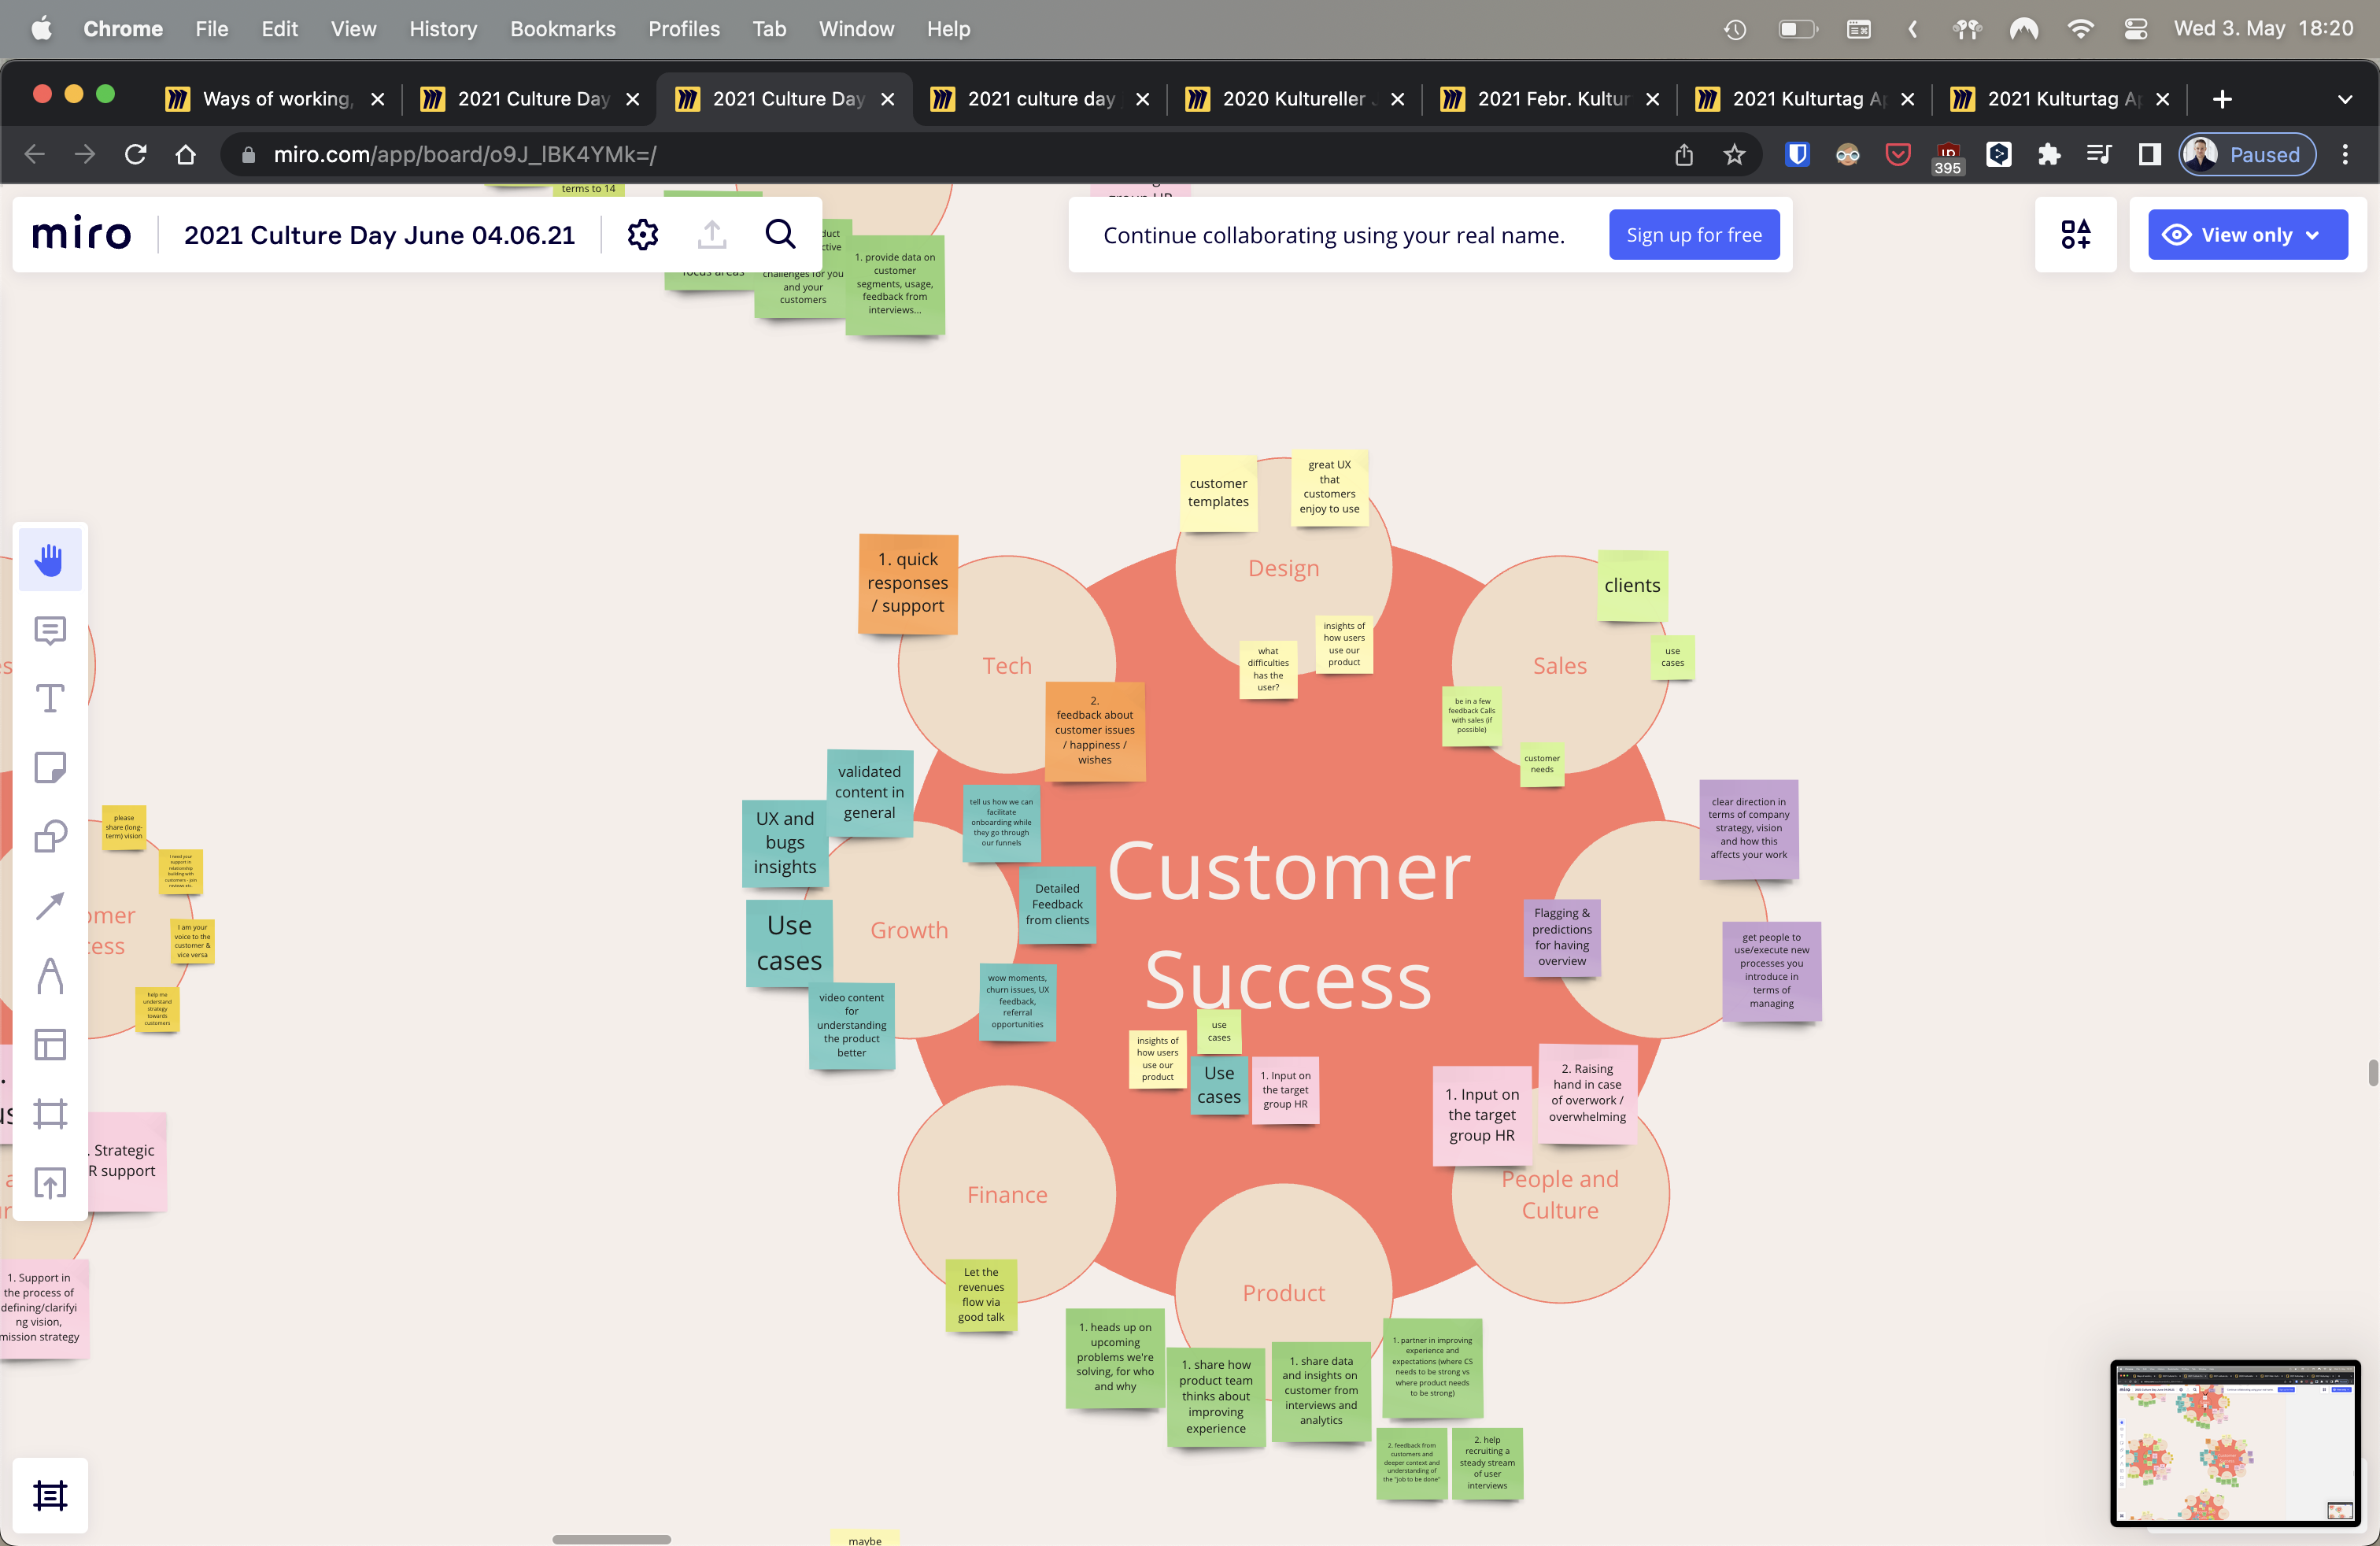 Chrome File Edit View History Bookmarks Profiles Tab Window Help
Wed 3. May 18:20
Ways of working,
2021 Culture Day
2021 Culture Day
2021 culture day
2020 Kultureller
2021 Febr. Kultur
2021 Kulturtag Ap
2021 Kulturtag Ap
miro.com/app/board/o9J_lBK4YMk=/
395
Paused
terms to 14
miro
2021 Culture Day June 04.06.21
Continue collaborating using your real name.
Sign up for free
View only
challenges for you
and your
customers
1. provide data on
customer
segments, usage,
feedback from
interviews...
customer
templates
great UX
that
customers
enjoy to use
Design
what
difficulties
has the
user?
insights of
how users
use our
product
1. quick
responses
/ support
Tech
2.
feedback about
customer issues
/ happiness /
wishes
clients
Sales
use
cases
be in a few
feedback Calls
with sales (if
possible)
customer
needs
validated
content in
general
UX and
bugs
insights
Use
cases
video content
for
understanding
the product
better
Growth
tell us how we can
facilitate
onboarding while
they go through
our funnels
Detailed
Feedback
from clients
wow moments,
churn issues, UX
feedback,
referral
opportunities
Customer
Success
insights of
how users
use our
product
use
cases
Use
cases
1. Input on
the target
group HR
clear direction in
terms of company
strategy, vision
and how this
affects your work
Flagging &
predictions
for having
overview
get people to
use/execute new
processes you
introduce in
terms of
managing
1. Input on
the target
group HR
2. Raising
hand in case
of overwork /
overwhelming
People and
Culture
Finance
Let the
revenues
flow via
good talk
Product
1. heads up on
upcoming
problems we're
solving, for who
and why
1. share how
product team
thinks about
improving
experience
1. share data
and insights on
customer from
interviews and
analytics
1. partner in improving
experience and
expectations (where CS
needs to be strong vs
where product needs
to be strong)
2. feedback from
customers and
deeper context and
understanding of
the "job to be done"
2. help
recruiting a
steady stream
of user
interviews
please
share (long-
term) vision
I need your
support in
relationship
building with
customers - join
reviews etc.
I am your
voice to the
customer &
vice versa
help me
understand
strategy
towards
customers
omer
cess
. Strategic
R support
1. Support in
the process of
defining/clarifyi
ng vision,
mission strategy
maybe